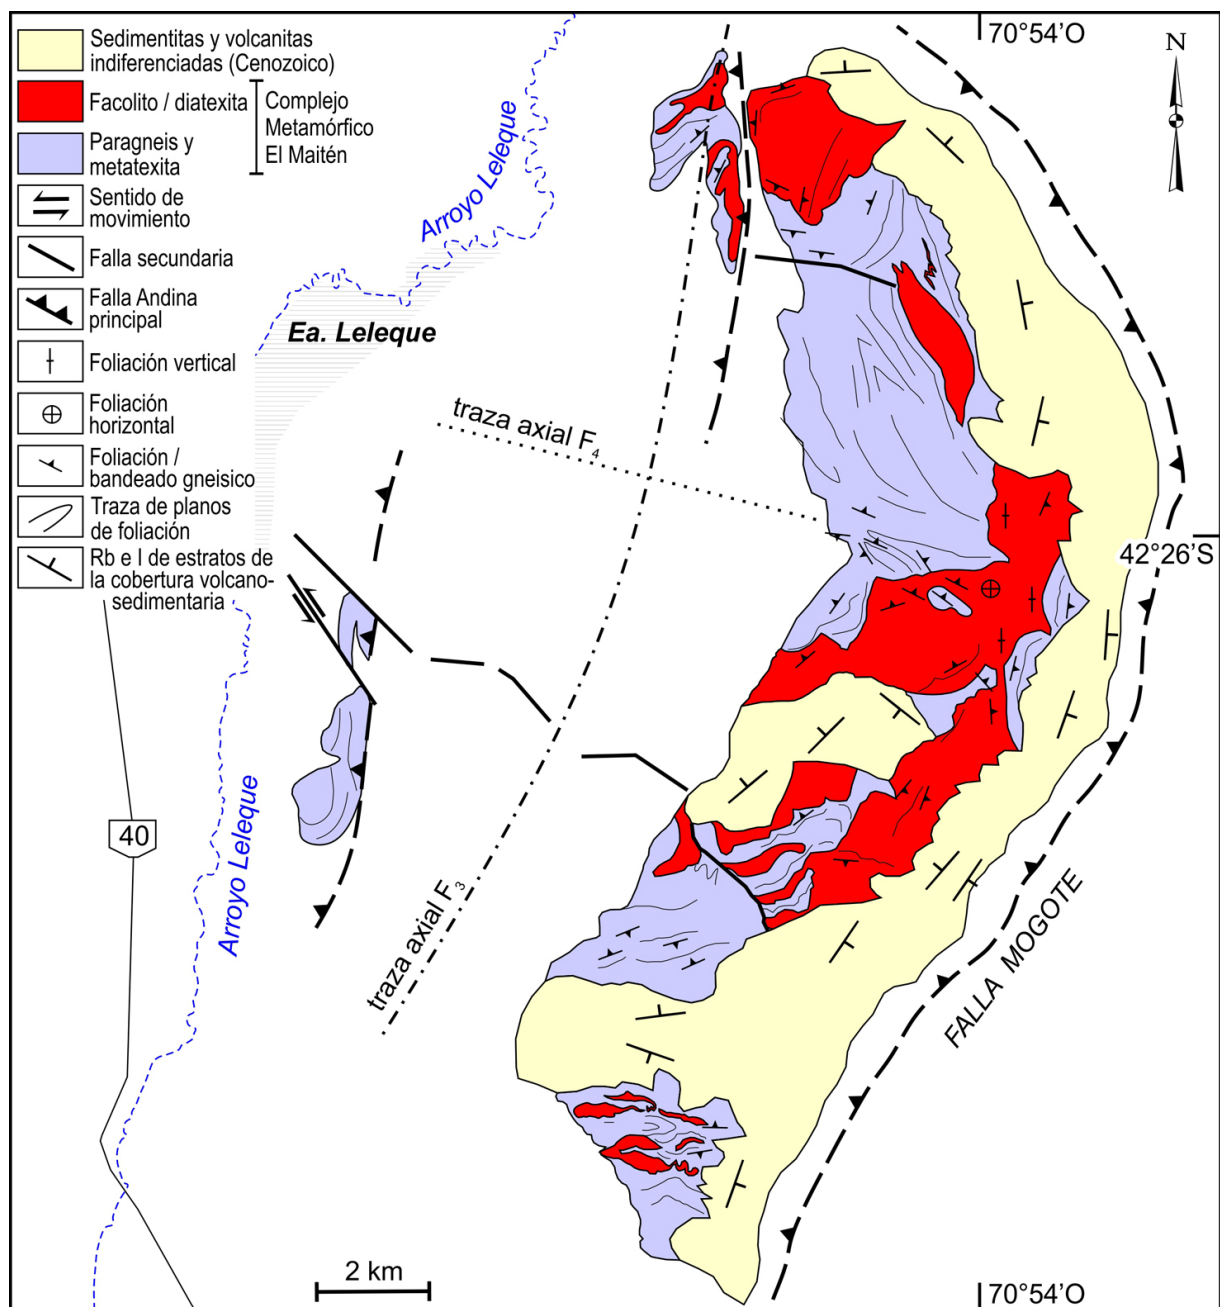 Sedimentitas y volcanitas
indiferenciadas (Cenozoico)
Facolito / diatexita
Complejo
Metamórfico
El Maitén
Paragneis y
metatexita
Sentido de
movimiento
Falla secundaria
Falla Andina
principal
Foliación vertical
Foliación
horizontal
Foliación /
bandeado gneisico
Traza de planos
de foliación
Rb e I de estratos de
la cobertura volcano-
sedimentaria
70°54'O
N
Arroyo Leleque
Ea. Leleque
traza axial F4
42°26'S
40
Arroyo Leleque
traza axial F3
FALLA MOGOTE
2 km
70°54'O